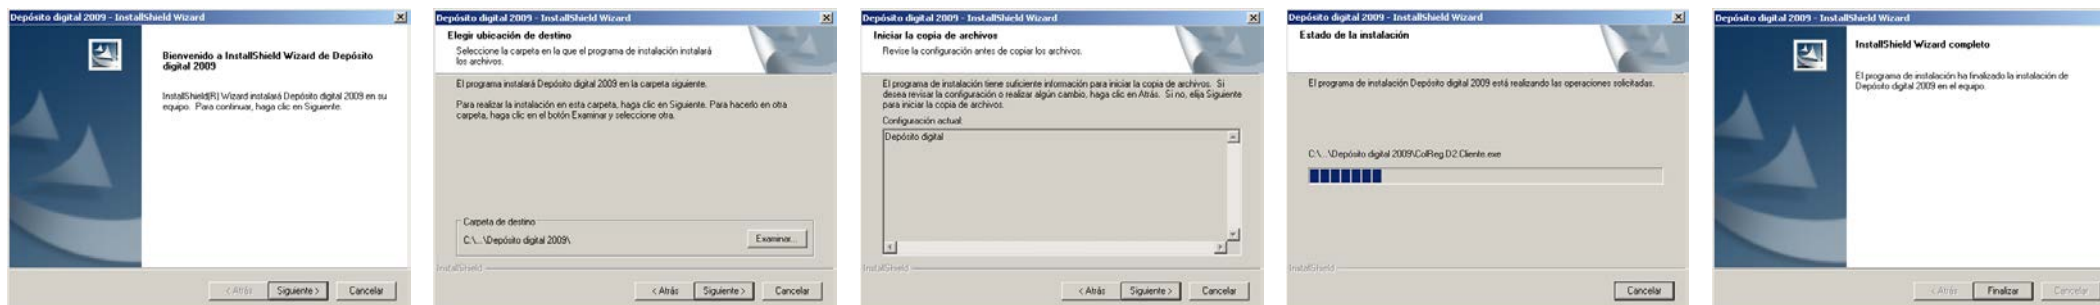 Depósito digital 2009 - InstallShield Wizard
Bienvenido a InstallShield Wizard de Depósito
digital 2009
InstallShield(R) Wizard instalará Depósito digital 2009 en su
equipo. Para continuar, haga clic en Siguiente.
< Atrás
Siguiente >
Cancelar
Depósito digital 2009 - InstallShield Wizard
Elegir ubicación de destino
Seleccione la carpeta en la que el programa de instalación instalará
los archivos.
El programa instalará Depósito digital 2009 en la carpeta siguiente.
Para realizar la instalación en esta carpeta, haga clic en Siguiente. Para hacerlo en otra
carpeta, haga clic en el botón Examinar y seleccione otra.
Carpeta de destino
C:\...\Depósito digital 2009\
Examinar...
InstallShield
< Atrás
Siguiente >
Cancelar
Depósito digital 2009 - InstallShield Wizard
Iniciar la copia de archivos
Revise la configuración antes de copiar los archivos.
El programa de instalación tiene suficiente información para iniciar la copia de archivos. Si
desea revisar la configuración o realizar algún cambio, haga clic en Atrás. Si no, elija Siguiente
para iniciar la copia de archivos.
Configuración actual:
Depósito digital
InstallShield
< Atrás
Siguiente >
Cancelar
Depósito digital 2009 - InstallShield Wizard
Estado de la instalación
El programa de instalación Depósito digital 2009 está realizando las operaciones solicitadas.
C:\...\Depósito digital 2009\ColReg.D2.Cliente.exe
InstallShield
Cancelar
Depósito digital 2009 - InstallShield Wizard
InstallShield Wizard completo
El programa de instalación ha finalizado la instalación de
Depósito digital 2009 en el equipo.
< Atrás
Finalizar
Cancelar